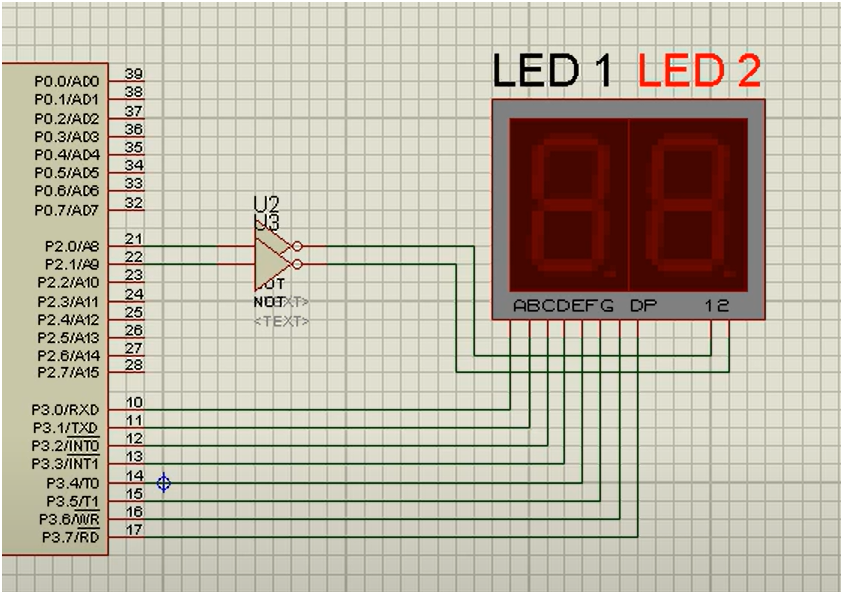 LED 1 LED 2
P0.0/AD0 39
P0.1/AD1 38
P0.2/AD2 37
P0.3/AD3 36
P0.4/AD4 35
P0.5/AD5 34
P0.6/AD6 33
P0.7/AD7 32
P2.0/A8 21
P2.1/A9 22
P2.2/A10 23
P2.3/A11 24
P2.4/A12 25
P2.5/A13 26
P2.6/A14 27
P2.7/A15 28
P3.0/RXD 10
P3.1/TXD 11
P3.2/INT0 12
P3.3/INT1 13
P3.4/T0 14
P3.5/T1 15
P3.6/WR 16
P3.7/RD 17
U2
U3
NOT
<TEXT>
ABCDEFG DP 12